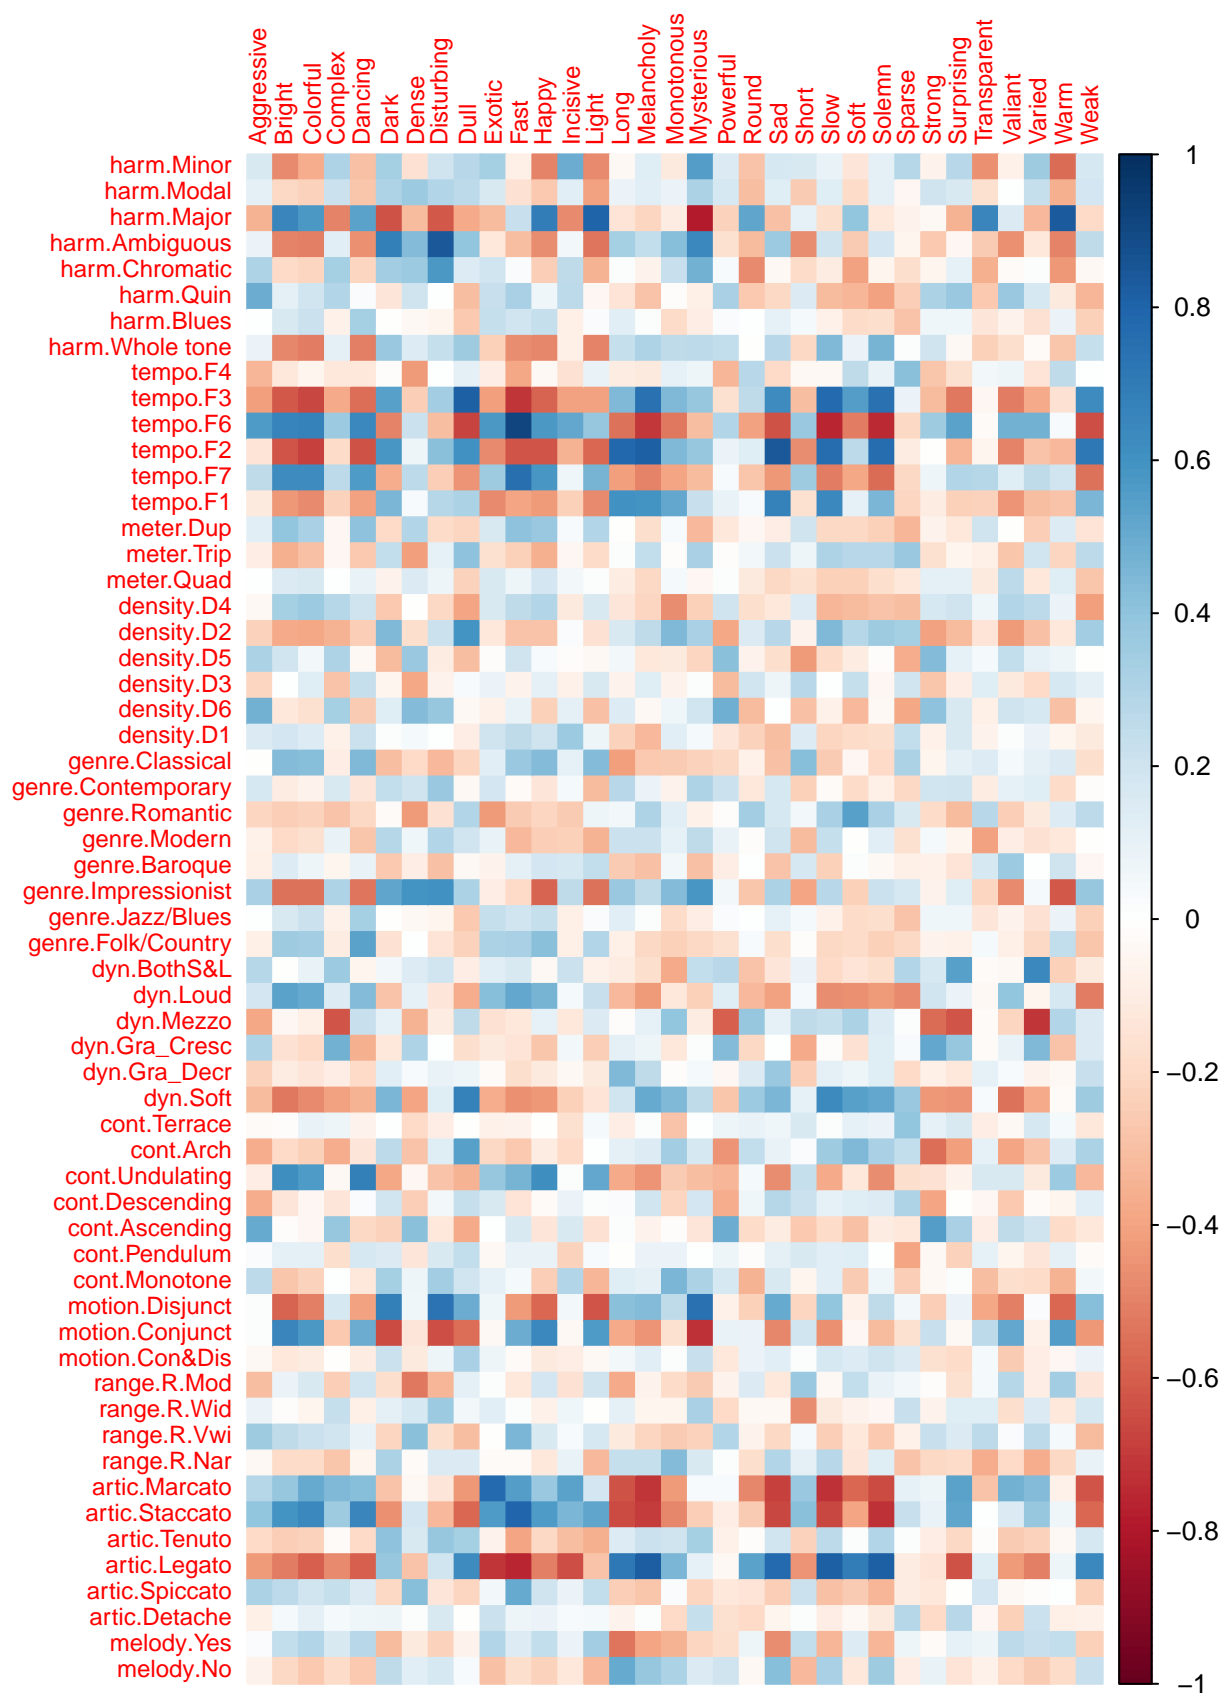 Aggressive
Bright
Colorful
Complex
Dancing
Dark
Dense
Disturbing
Dull
Exotic
Fast
Happy
Incisive
Light
Long
Melancholy
Monotonous
Mysterious
Powerful
Round
Sad
Short
Slow
Soft
Solemn
Sparse
Strong
Surprising
Transparent
Valiant
Varied
Warm
Weak
harm.Minor
harm.Modal
harm.Major
harm.Ambiguous
harm.Chromatic
harm.Quin
harm.Blues
harm.Whole tone
tempo.F4
tempo.F3
tempo.F6
tempo.F2
tempo.F7
tempo.F1
meter.Dup
meter.Trip
meter.Quad
density.D4
density.D2
density.D5
density.D3
density.D6
density.D1
genre.Classical
genre.Contemporary
genre.Romantic
genre.Modern
genre.Baroque
genre.Impressionist
genre.Jazz/Blues
genre.Folk/Country
dyn.BothS&L
dyn.Loud
dyn.Mezzo
dyn.Gra_Cresc
dyn.Gra_Decr
dyn.Soft
cont.Terrace
cont.Arch
cont.Undulating
cont.Descending
cont.Ascending
cont.Pendulum
cont.Monotone
motion.Disjunct
motion.Conjunct
motion.Con&Dis
range.R.Mod
range.R.Wid
range.R.Vwi
range.R.Nar
artic.Marcato
artic.Staccato
artic.Tenuto
artic.Legato
artic.Spiccato
artic.Detache
melody.Yes
melody.No
1
0.8
0.6
0.4
0.2
0
−0.2
−0.4
−0.6
−0.8
−1